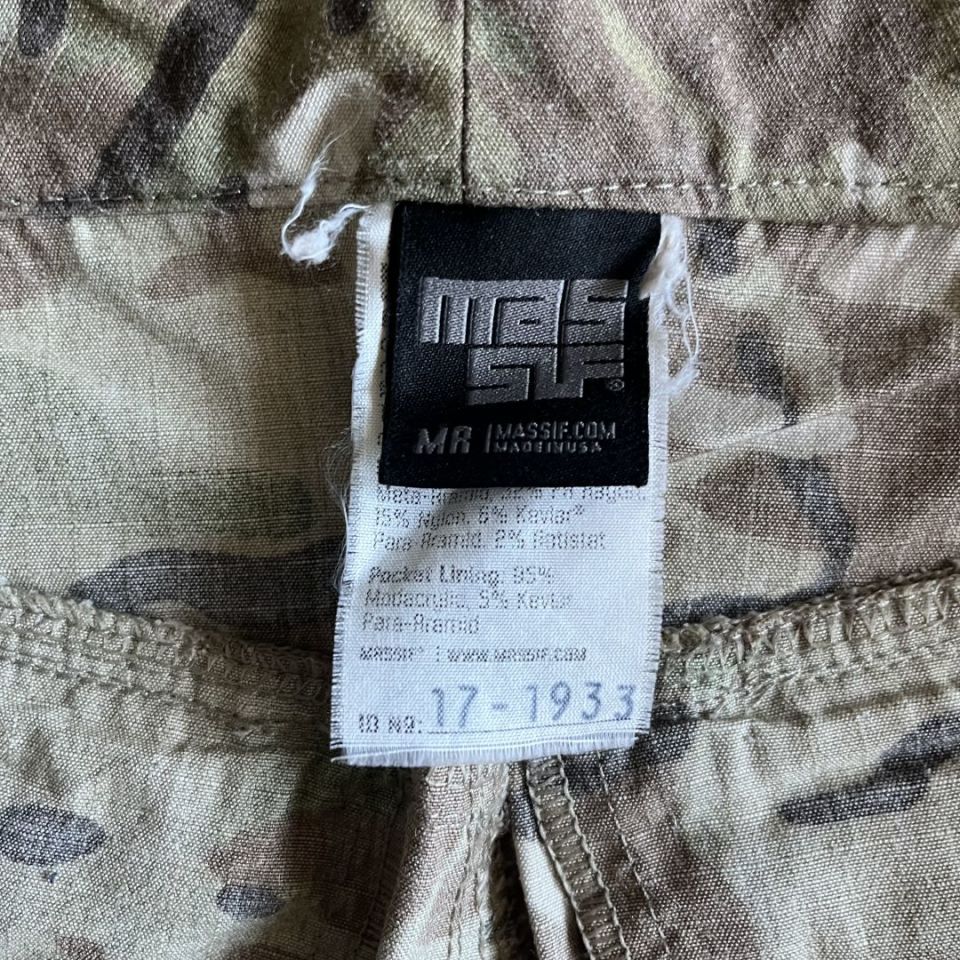 MAS
SIF®
MR | MASSIF.COM
MADE IN USA
15% Nylon, 6% Kevlar®
Para-Aramid, 2% Antistat
Pocket Lining: 95%
Modacrylic, 5% Kevlar
Para-Aramid
MASSIF® | WWW.MASSIF.COM
ID Nº: 17-1933